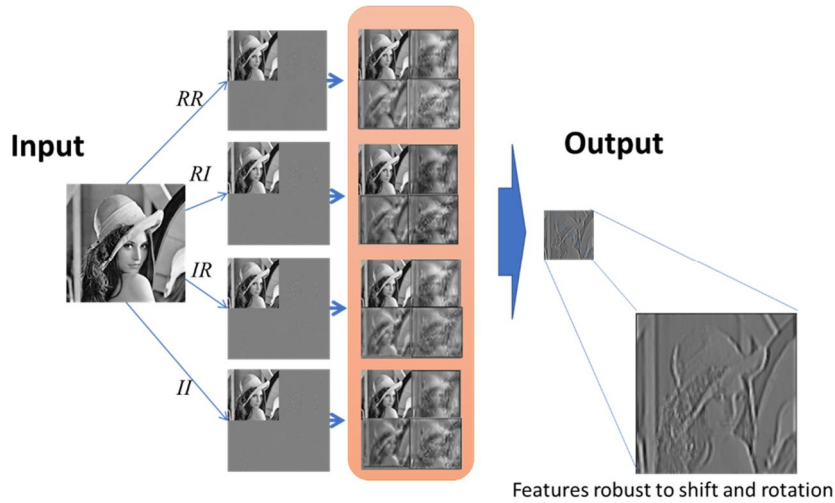 Input
RR
RI
IR
II
Output
Features robust to shift and rotation